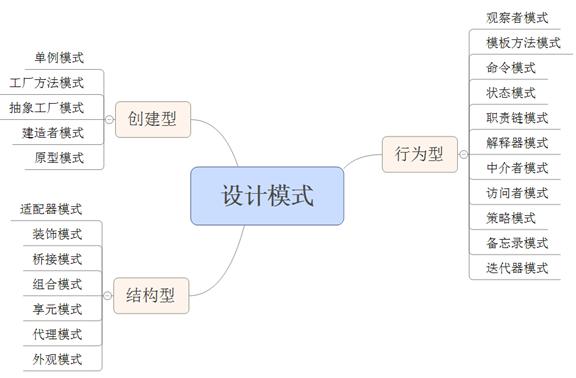 设计模式
创建型
单例模式
工厂方法模式
抽象工厂模式
建造者模式
原型模式
结构型
适配器模式
装饰模式
桥接模式
组合模式
享元模式
代理模式
外观模式
行为型
观察者模式
模板方法模式
命令模式
状态模式
职责链模式
解释器模式
中介者模式
访问者模式
策略模式
备忘录模式
迭代器模式